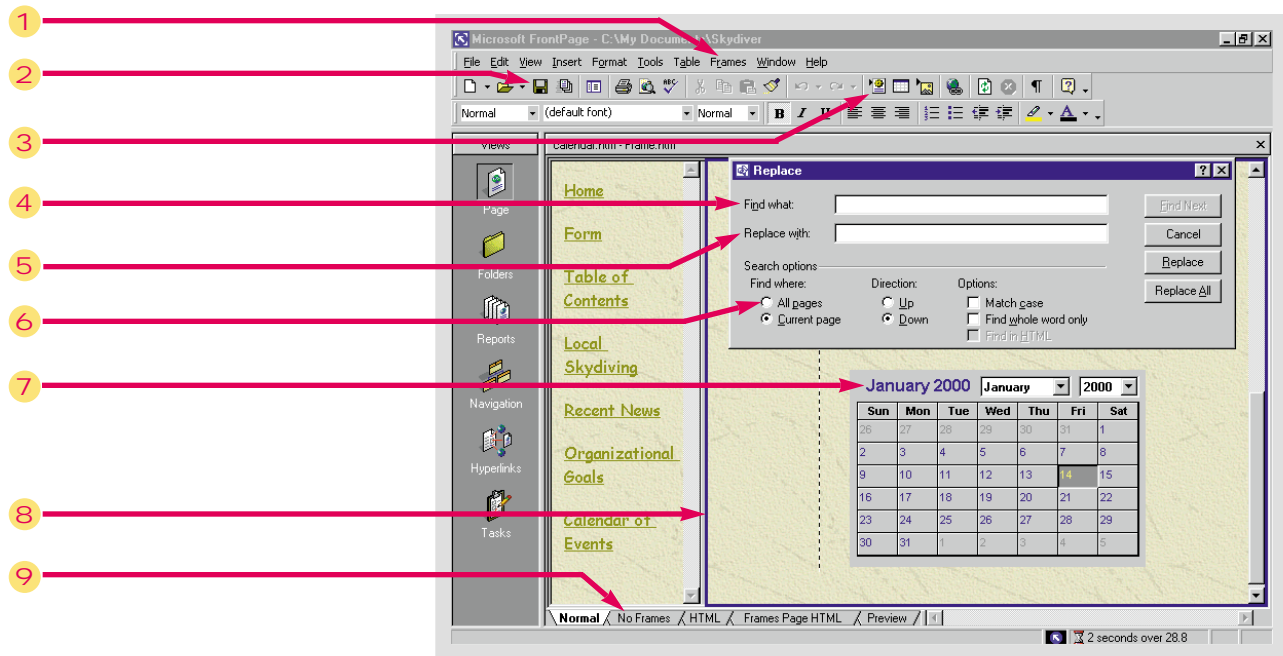 1
2
3
4
5
6
7
8
9
Microsoft FrontPage - C:\My Documents\Skydiver
File Edit View Insert Format Tools Table Frames Window Help
Normal (default font) Normal B I U
Views
calendar.htm - Frame.htm
Page
Folders
Reports
Navigation
Hyperlinks
Tasks
Home
Form
Table of
Contents
Local
Skydiving
Recent News
Organizational
Goals
Calendar of
Events
Replace
Find what:
Replace with:
Search options
Find where:
All pages
Current page
Direction:
Up
Down
Options:
Match case
Find whole word only
Find in HTML
Find Next
Cancel
Replace
Replace All
January 2000 January 2000
Sun Mon Tue Wed Thu Fri Sat
26 27 28 29 30 31 1
2 3 4 5 6 7 8
9 10 11 12 13 14 15
16 17 18 19 20 21 22
23 24 25 26 27 28 29
30 31 1 2 3 4 5
Normal No Frames HTML Frames Page HTML Preview
2 seconds over 28.8